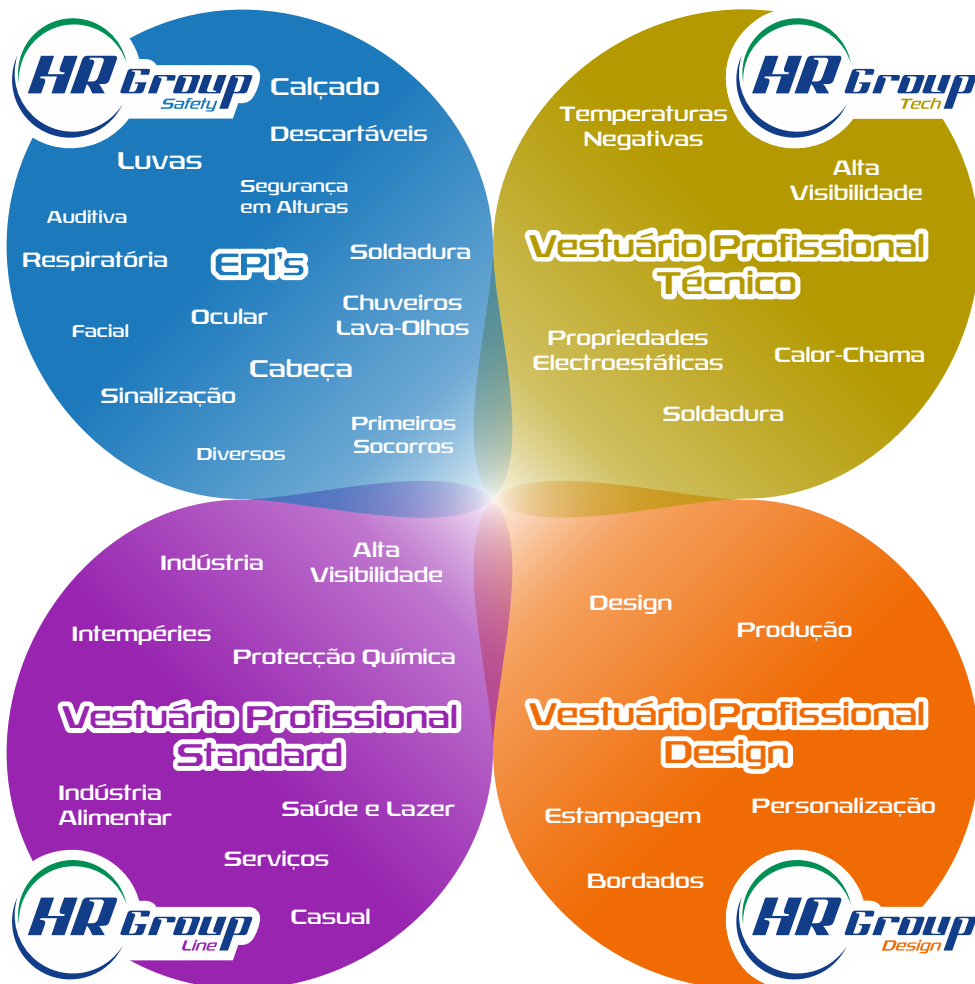 HR Group
Safety
Calçado
Descartáveis
Luvas
Segurança
em Alturas
Auditiva
Respiratória
EPI's
Soldadura
Ocular
Chuveiros
Lava-Olhos
Facial
Cabeça
Sinalização
Primeiros
Socorros
Diversos
HR Group
Tech
Temperaturas
Negativas
Alta
Visibilidade
Vestuário Profissional
Técnico
Propriedades
Electroestáticas
Calor-Chama
Soldadura
Indústria
Alta
Visibilidade
Intempéries
Protecção Química
Vestuário Profissional
Standard
Indústria
Alimentar
Saúde e Lazer
Serviços
Casual
HR Group
Line
Design
Produção
Vestuário Profissional
Design
Estampagem
Personalização
Bordados
HR Group
Design